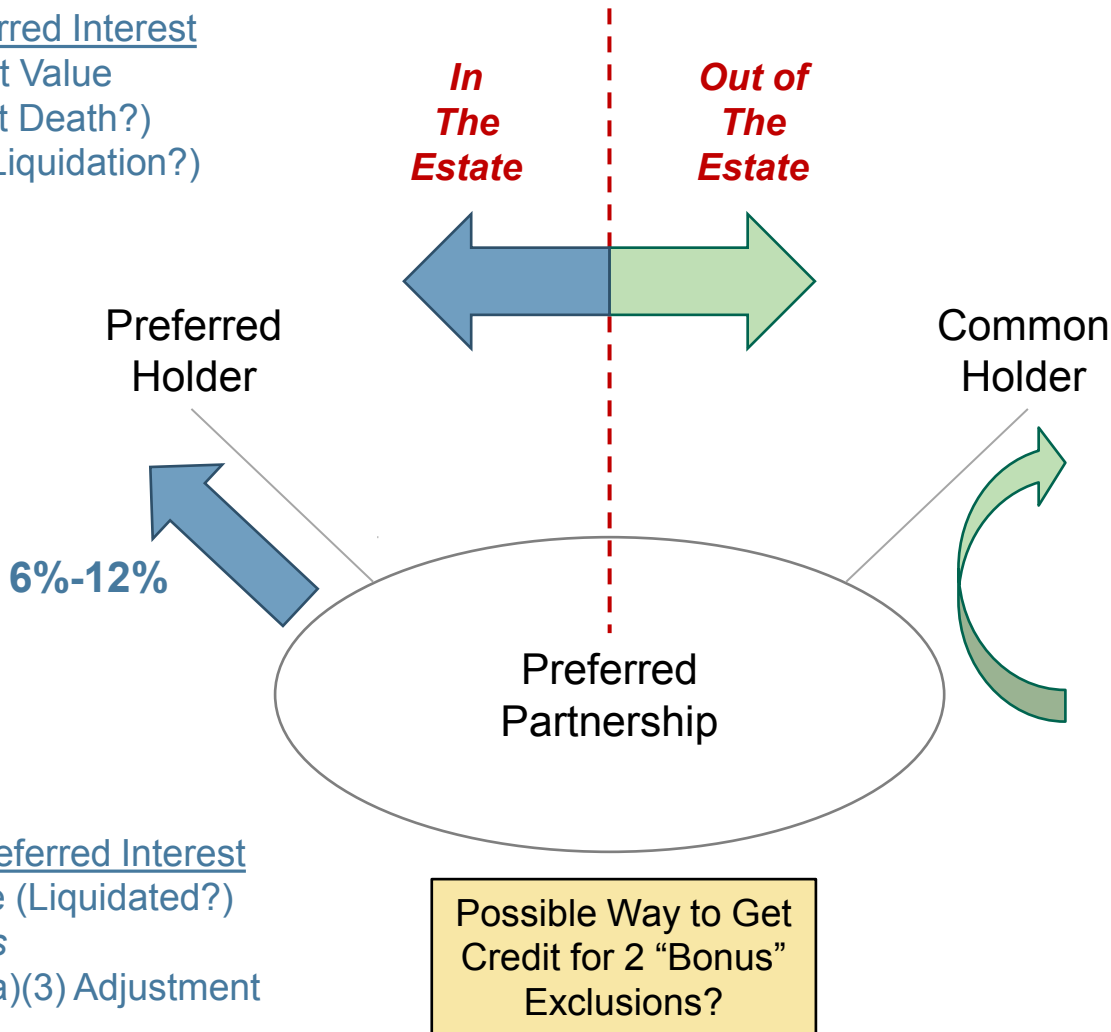 rred Interest
t Value
t Death?)
Liquidation?)
In
The
Estate
Out of
The
Estate
Preferred
Holder
Common
Holder
6%-12%
Preferred
Partnership
eferred Interest
e (Liquidated?)
s
a)(3) Adjustment
Possible Way to Get
Credit for 2 “Bonus”
Exclusions?